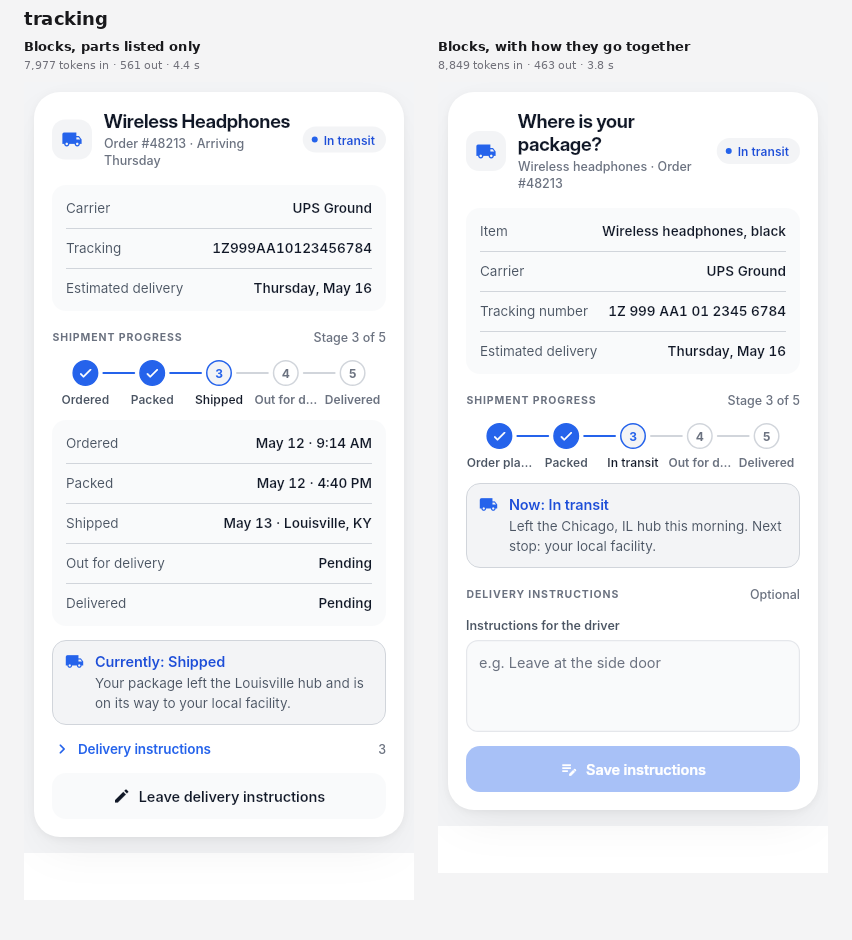 tracking
Blocks, parts listed only
7,977 tokens in · 561 out · 4.4 s
Wireless Headphones
Order #48213 · Arriving
Thursday
In transit
Carrier
UPS Ground
Tracking
1Z999AA10123456784
Estimated delivery
Thursday, May 16
SHIPMENT PROGRESS
Stage 3 of 5
3
4
5
Ordered
Packed
Shipped
Out for d...
Delivered
Ordered
May 12 · 9:14 AM
Packed
May 12 · 4:40 PM
Shipped
May 13 · Louisville, KY
Out for delivery
Pending
Delivered
Pending
Currently: Shipped
Your package left the Louisville hub and is
on its way to your local facility.
Delivery instructions
3
Leave delivery instructions
Blocks, with how they go together
8,849 tokens in · 463 out · 3.8 s
Where is your
package?
Wireless headphones · Order
#48213
In transit
Item
Wireless headphones, black
Carrier
UPS Ground
Tracking number
1Z 999 AA1 01 2345 6784
Estimated delivery
Thursday, May 16
SHIPMENT PROGRESS
Stage 3 of 5
3
4
5
Order pla...
Packed
In transit
Out for d...
Delivered
Now: In transit
Left the Chicago, IL hub this morning. Next
stop: your local facility.
DELIVERY INSTRUCTIONS
Optional
Instructions for the driver
e.g. Leave at the side door
Save instructions